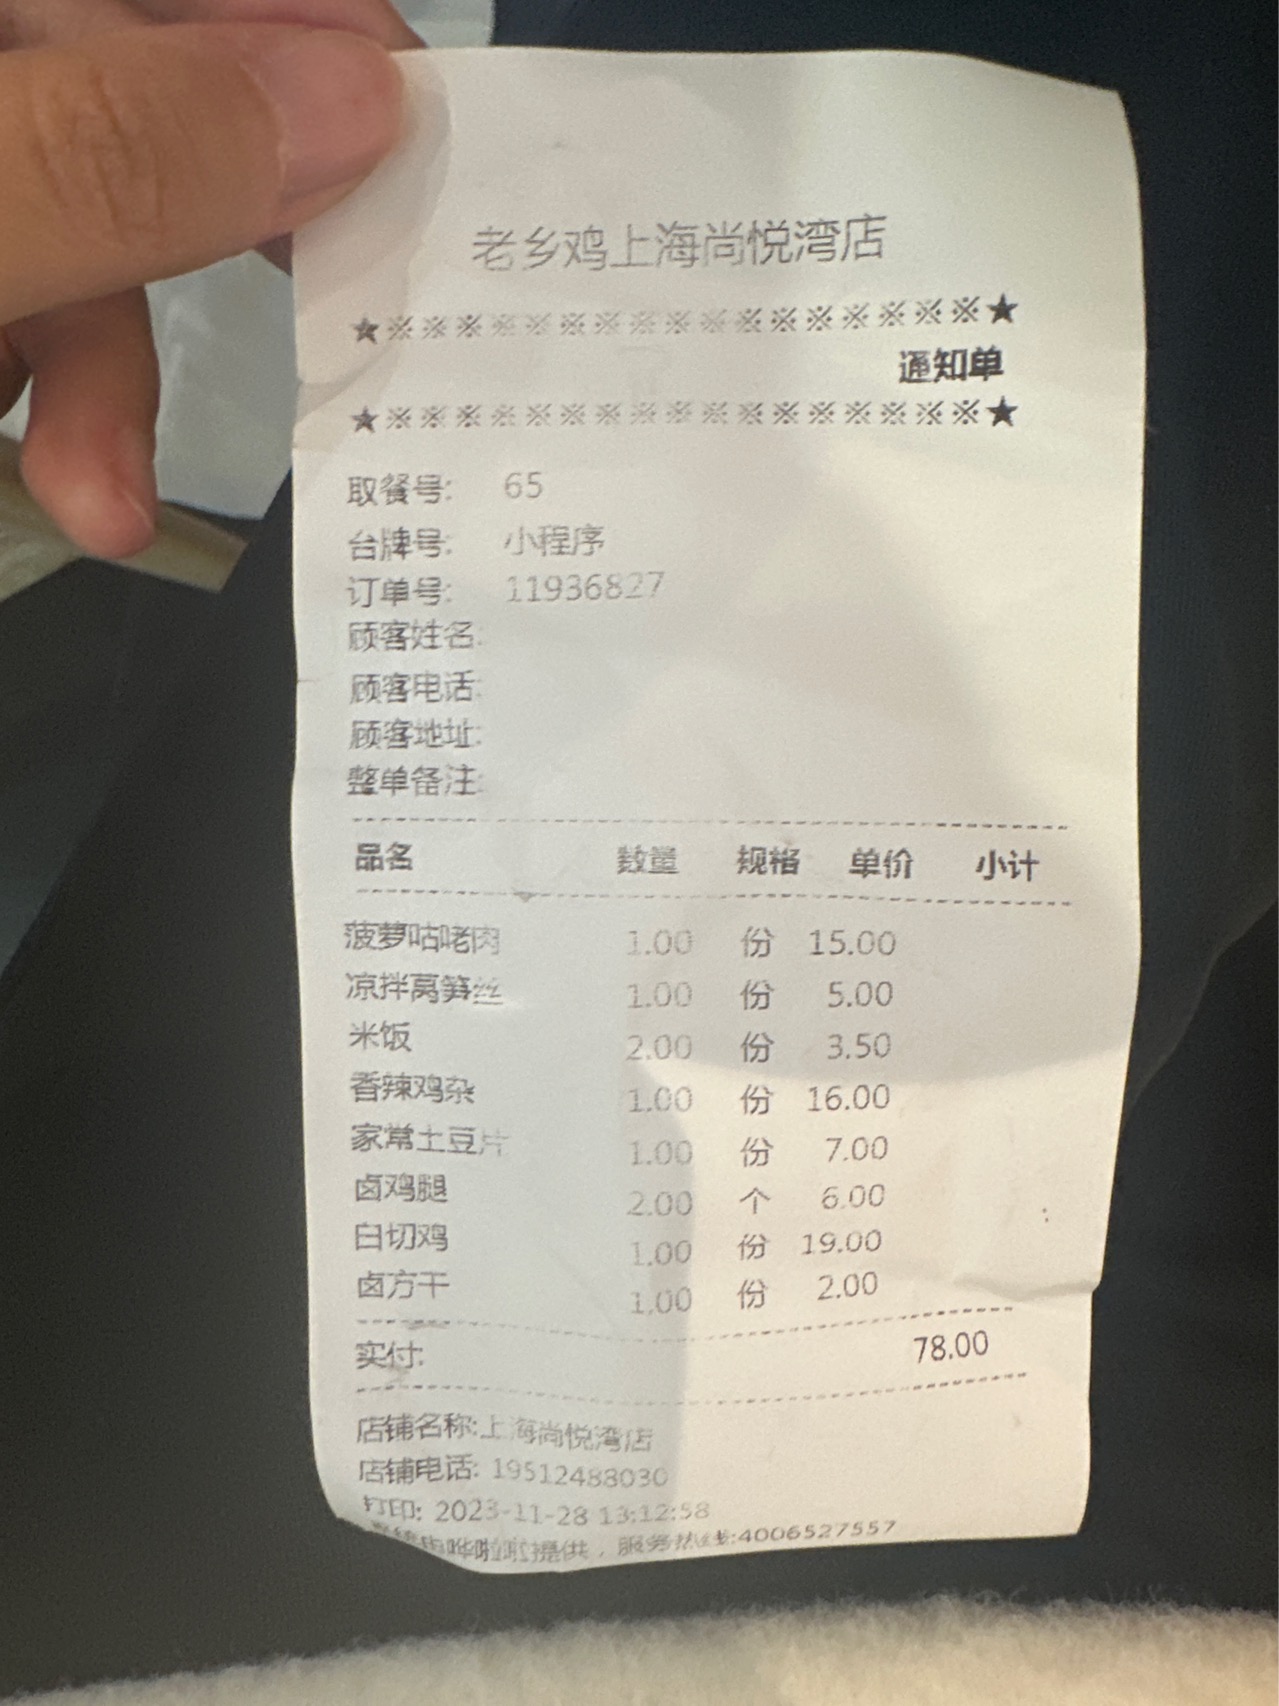 老乡鸡上海尚悦湾店
★※※※※※※※※※※※※※※※※※★
通知单
★※※※※※※※※※※※※※※※※※★
取餐号: 65
台牌号: 小程序
订单号: 11936827
顾客姓名:
顾客电话:
顾客地址:
整单备注:
品名 数量 规格 单价 小计
菠萝咕咾肉 1.00 份 15.00
凉拌莴笋丝 1.00 份 5.00
米饭 2.00 份 3.50
香辣鸡杂 1.00 份 16.00
家常土豆片 1.00 份 7.00
卤鸡腿 2.00 个 6.00
白切鸡 1.00 份 19.00
卤方干 1.00 份 2.00
实付: 78.00
店铺名称:上海尚悦湾店
店铺电话: 19512488030
打印: 2023-11-28 13:12:58
哗啦啦提供，服务热线:4006527557